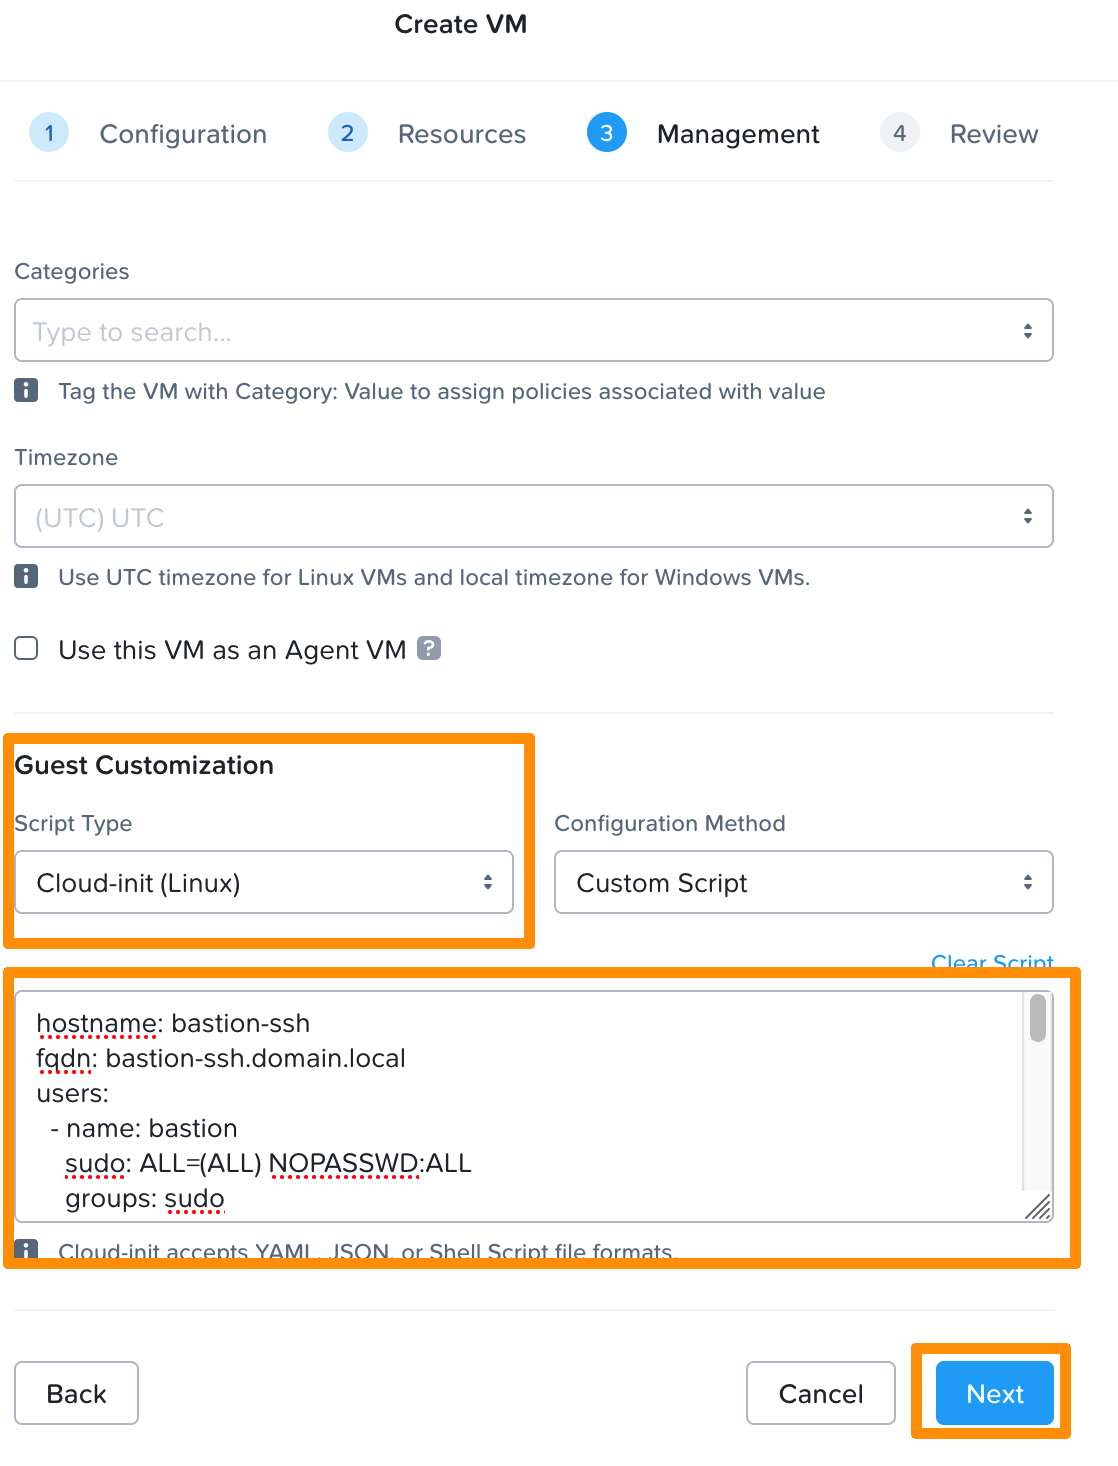 Create VM
1 Configuration 2 Resources 3 Management 4 Review
Categories
Type to search...
Tag the VM with Category: Value to assign policies associated with value
Timezone
(UTC) UTC
Use UTC timezone for Linux VMs and local timezone for Windows VMs.
Use this VM as an Agent VM ?
Guest Customization
Script Type Configuration Method
Cloud-init (Linux) Custom Script
Clear Script
hostname: bastion-ssh
fqdn: bastion-ssh.domain.local
users:
- name: bastion
sudo: ALL=(ALL) NOPASSWD:ALL
groups: sudo
Cloud-init accepts YAML, JSON, or Shell Script file formats.
Back Cancel Next